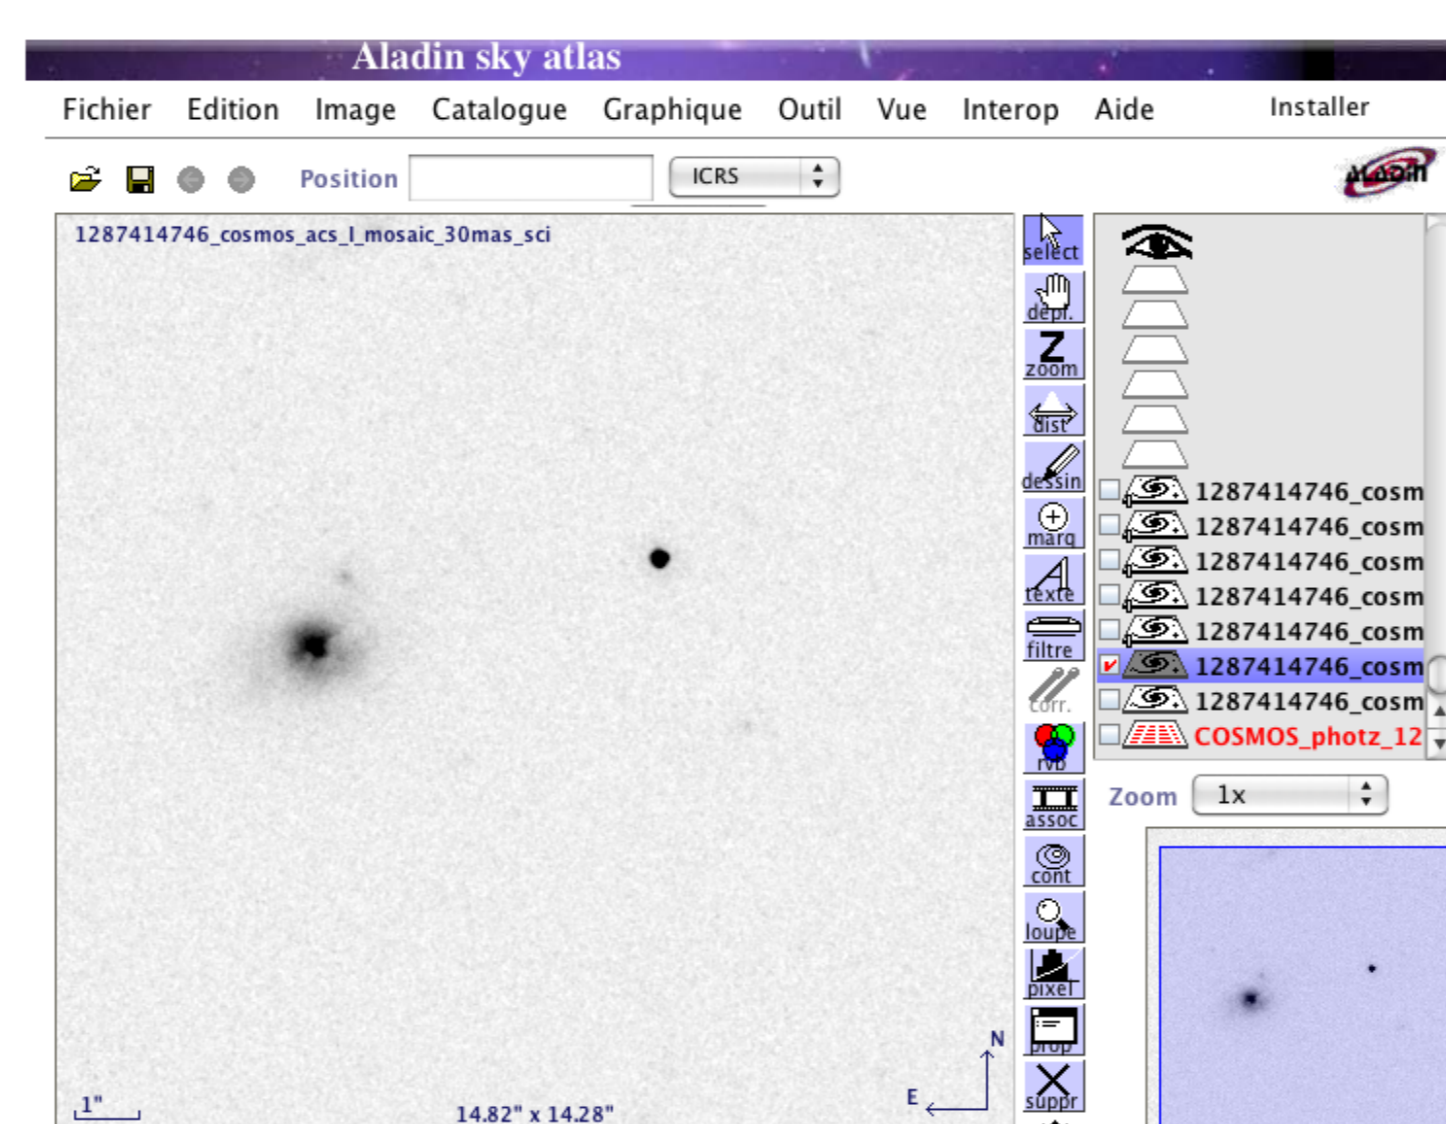 Aladin sky atlas
Fichier Edition Image Catalogue Graphique Outil Vue Interop Aide Installer
Position ICRS
ALADIN
1287414746_cosmos_acs_I_mosaic_30mas_sci
select
depl.
zoom
dist
dessin
marq
texte
filtre
corr.
rvb
assoc
cont
loupe
pixel
prop
suppr
1287414746_cosm
1287414746_cosm
1287414746_cosm
1287414746_cosm
1287414746_cosm
1287414746_cosm
1287414746_cosm
COSMOS_photz_12
Zoom 1x
N
E
1"
14.82" x 14.28"